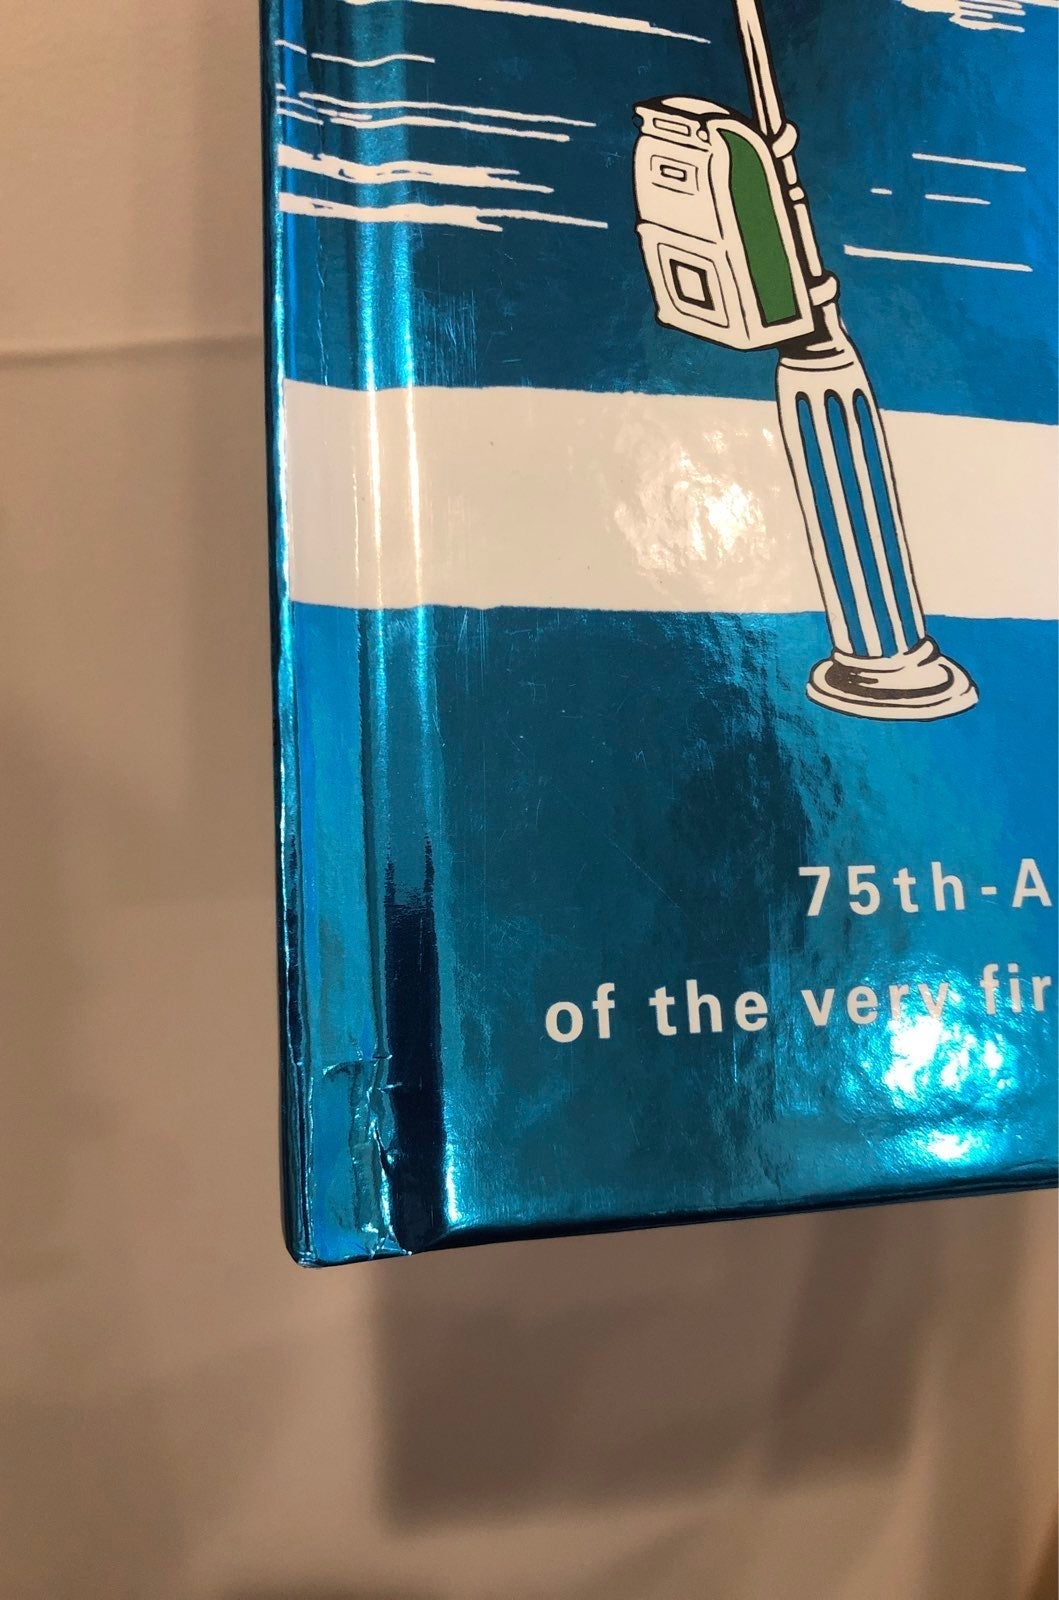 75th-A
of the very fir